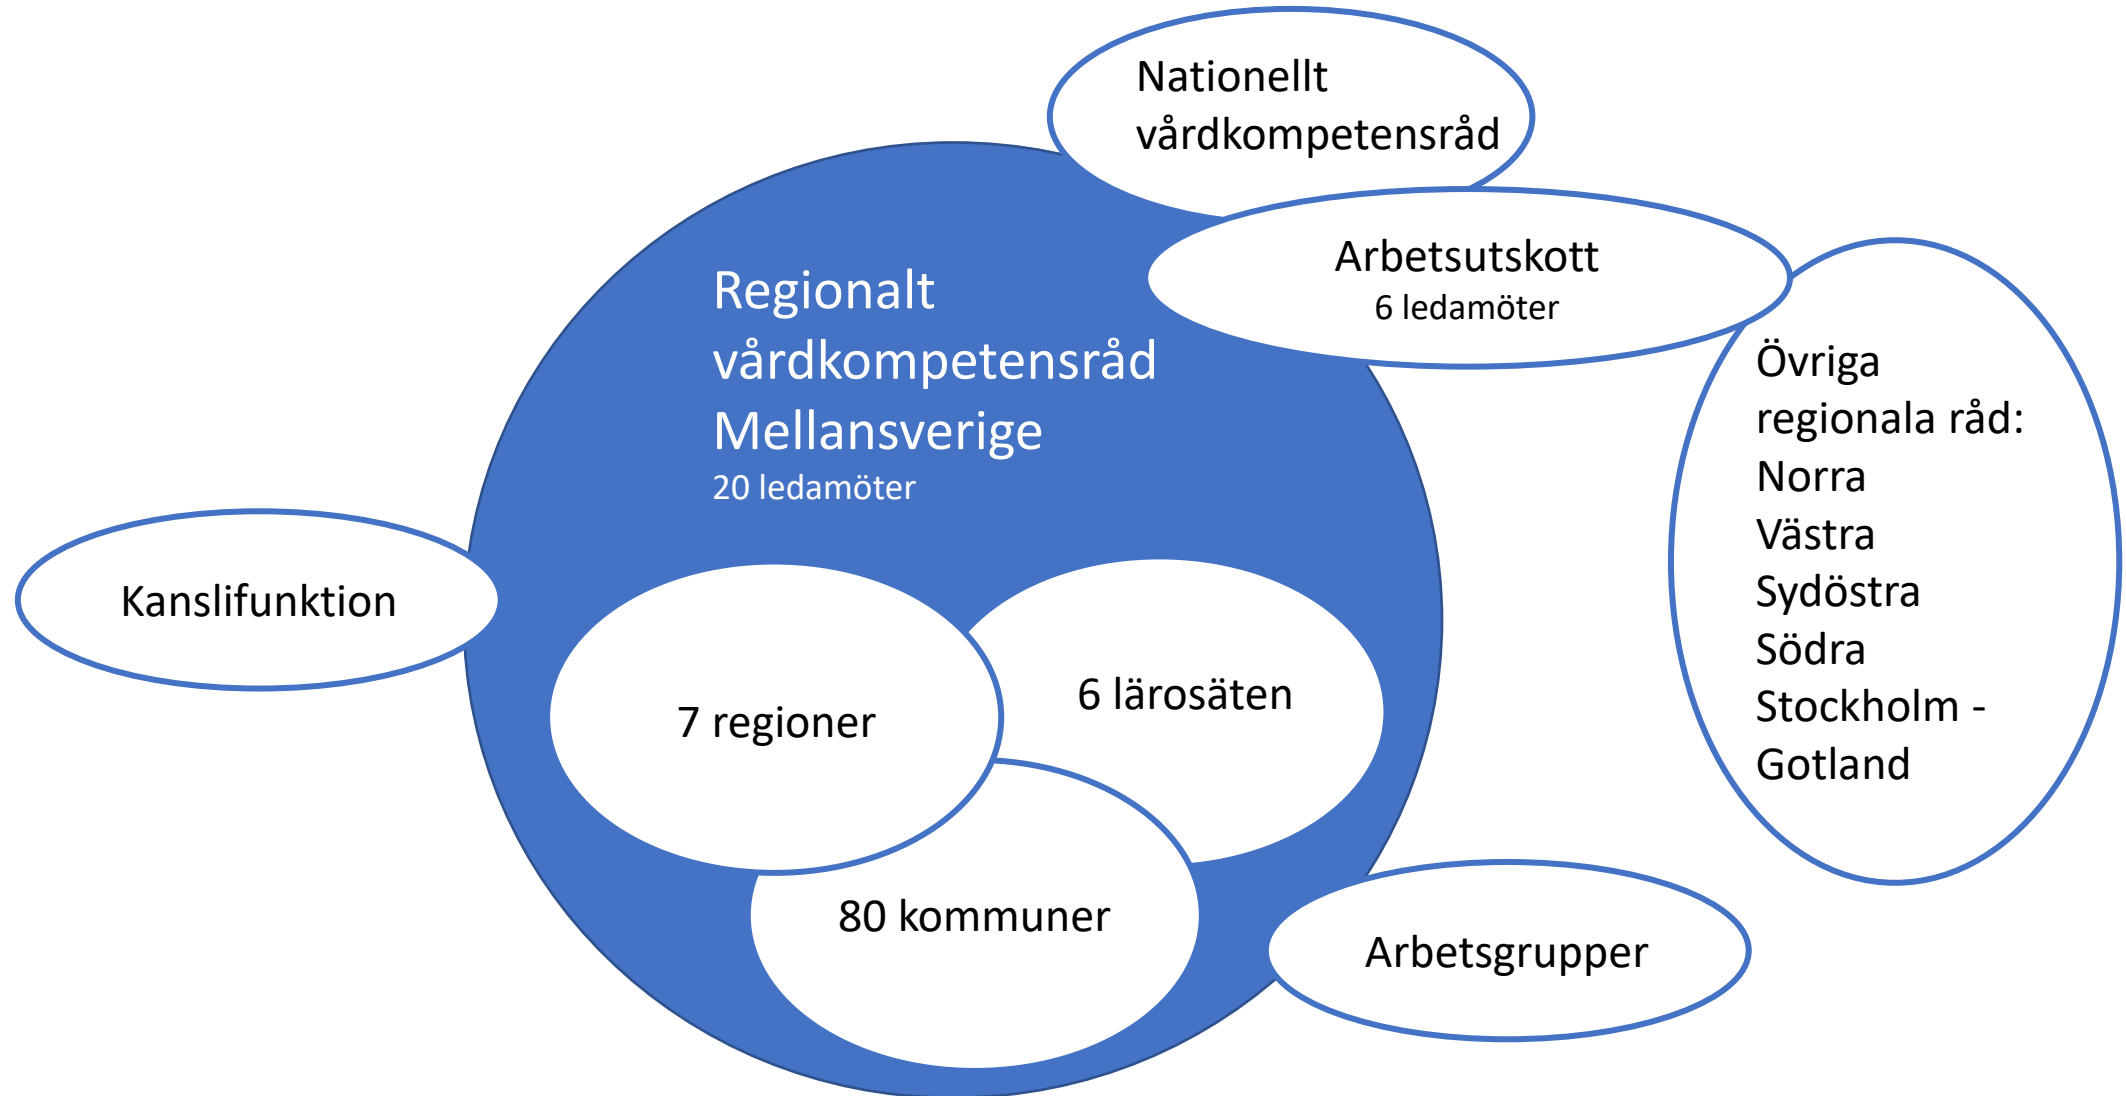 Nationellt
vårdkompetensråd
Arbetsutskott
6 ledamöter
Regionalt
vårdkompetensråd
Mellansverige
20 ledamöter
Övriga
regionala råd:
Norra
Västra
Sydöstra
Södra
Stockholm -
Gotland
Kanslifunktion
7 regioner
6 lärosäten
80 kommuner
Arbetsgrupper